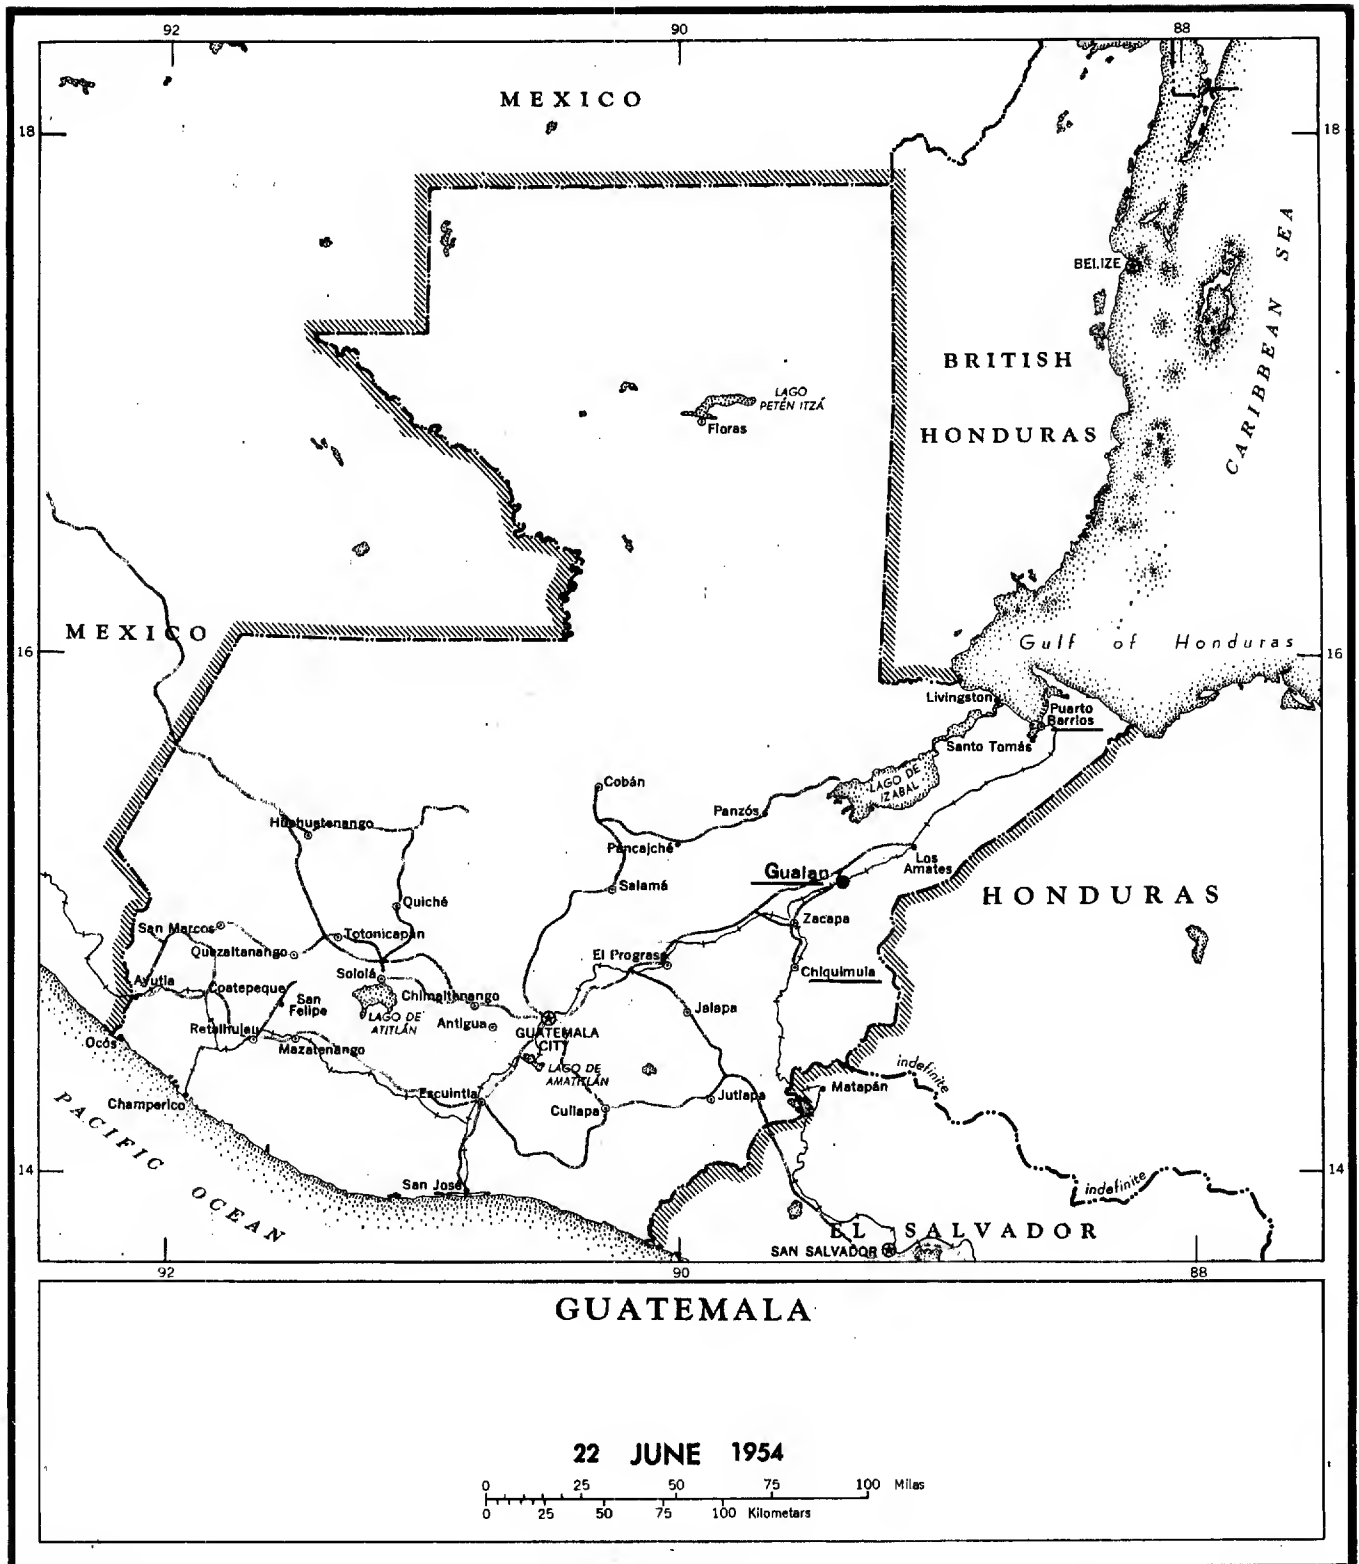 92 90 88
MEXICO
18 18
CARIBBEAN SEA
BELIZE
BRITISH
HONDURAS
LAGO
PETÉN ITZÁ
Floras
MEXICO
16 16
Gulf of Honduras
Livingston
Puerto
Barrios
Santo Tomás
LAGO DE
IZABAL
Cobán
Panzós
Huehuetenango
Pancajché
Los
Amates
Gualan
Salamá
HONDURAS
Quiché
San Marcos
Zacapa
Totonicapán
Quezaltanango
El Prograso
Chiquimula
Sololá
Ayutla
Coatepeque
San
Felipe
Chimaltenango
LAGO DE
ATITLÁN
Antigua
Jalapa
GUATEMALA
CITY
Retalhuleu
Ocós
Mazatenango
LAGO DE
AMATITLÁN
indefinite
Matapán
Escuintla
Champerico
Cuilapa
Jutiapa
PACIFIC OCEAN
14 14
San José
indefinite
EL SALVADOR
SAN SALVADOR
92 90 88
GUATEMALA
22 JUNE 1954
0 25 50 75 100 Milas
0 25 50 75 100 Kilometars